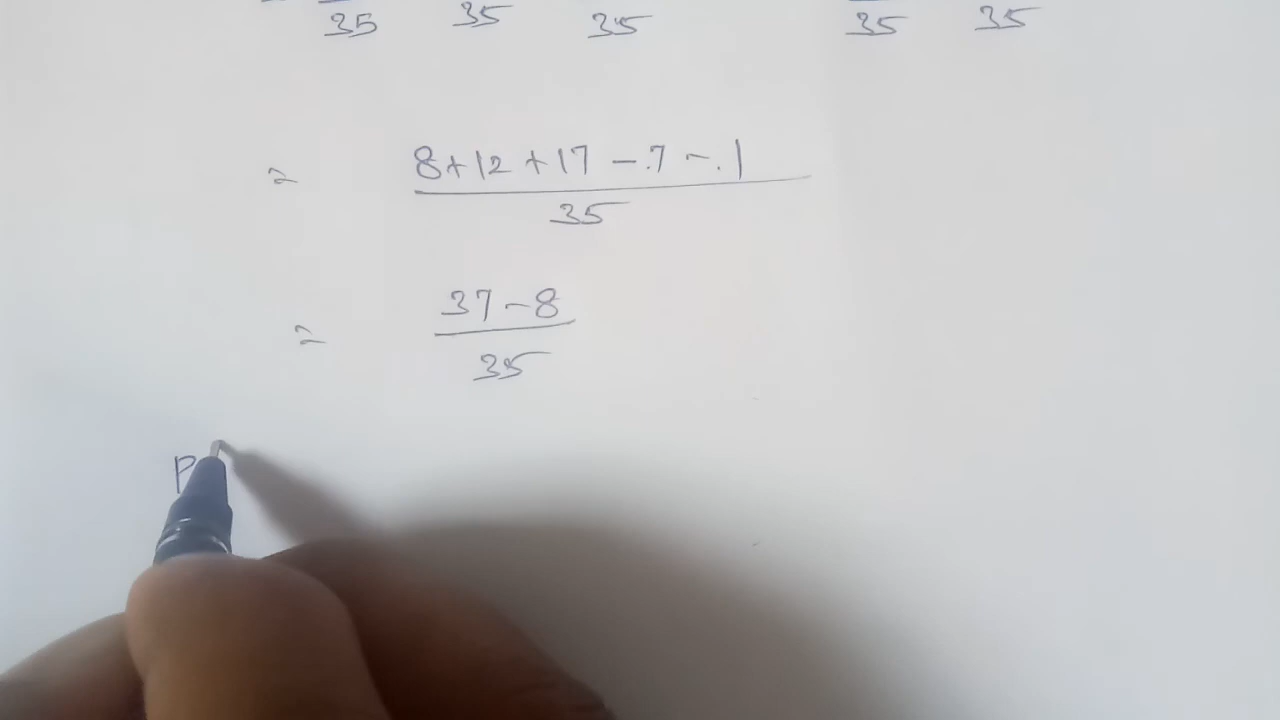 35 35 35 35 35
= 8+12+17-.7-.1
35
= 37-8
35
P